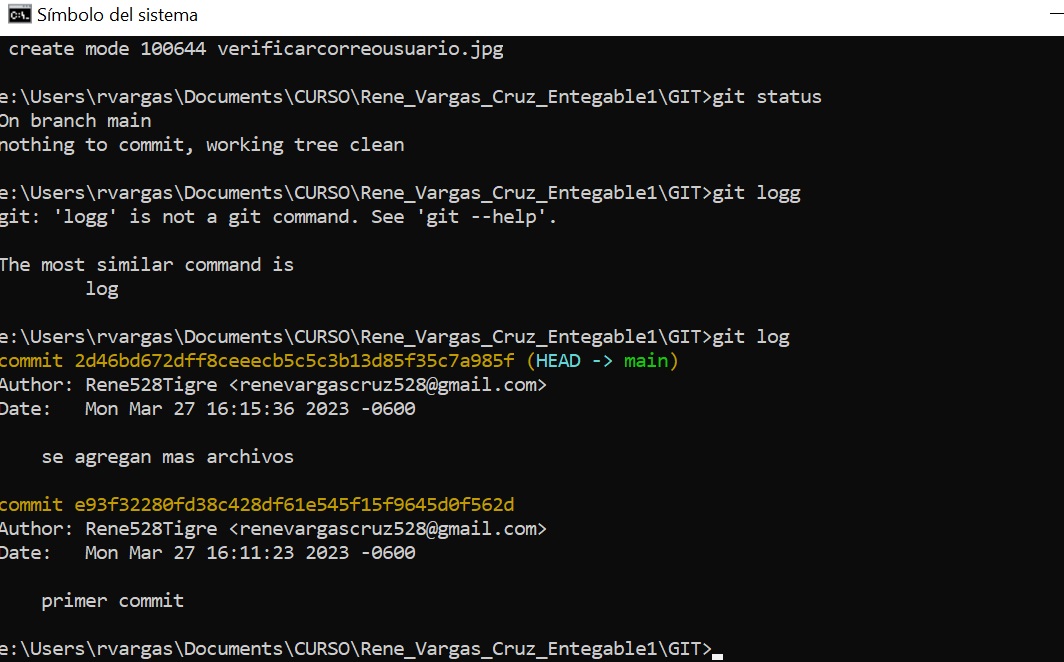 Símbolo del sistema
create mode 100644 verificarcorreousuario.jpg
e:\Users\rvargas\Documents\CURSO\Rene_Vargas_Cruz_Entegable1\GIT>git status
On branch main
nothing to commit, working tree clean
e:\Users\rvargas\Documents\CURSO\Rene_Vargas_Cruz_Entegable1\GIT>git logg
git: 'logg' is not a git command. See 'git --help'.
The most similar command is
log
e:\Users\rvargas\Documents\CURSO\Rene_Vargas_Cruz_Entegable1\GIT>git log
commit 2d46bd672dff8ceeecb5c5c3b13d85f35c7a985f (HEAD -> main)
Author: Rene528Tigre <renevargascruz528@gmail.com>
Date: Mon Mar 27 16:15:36 2023 -0600
se agregan mas archivos
commit e93f32280fd38c428df61e545f15f9645d0f562d
Author: Rene528Tigre <renevargascruz528@gmail.com>
Date: Mon Mar 27 16:11:23 2023 -0600
primer commit
e:\Users\rvargas\Documents\CURSO\Rene_Vargas_Cruz_Entegable1\GIT>